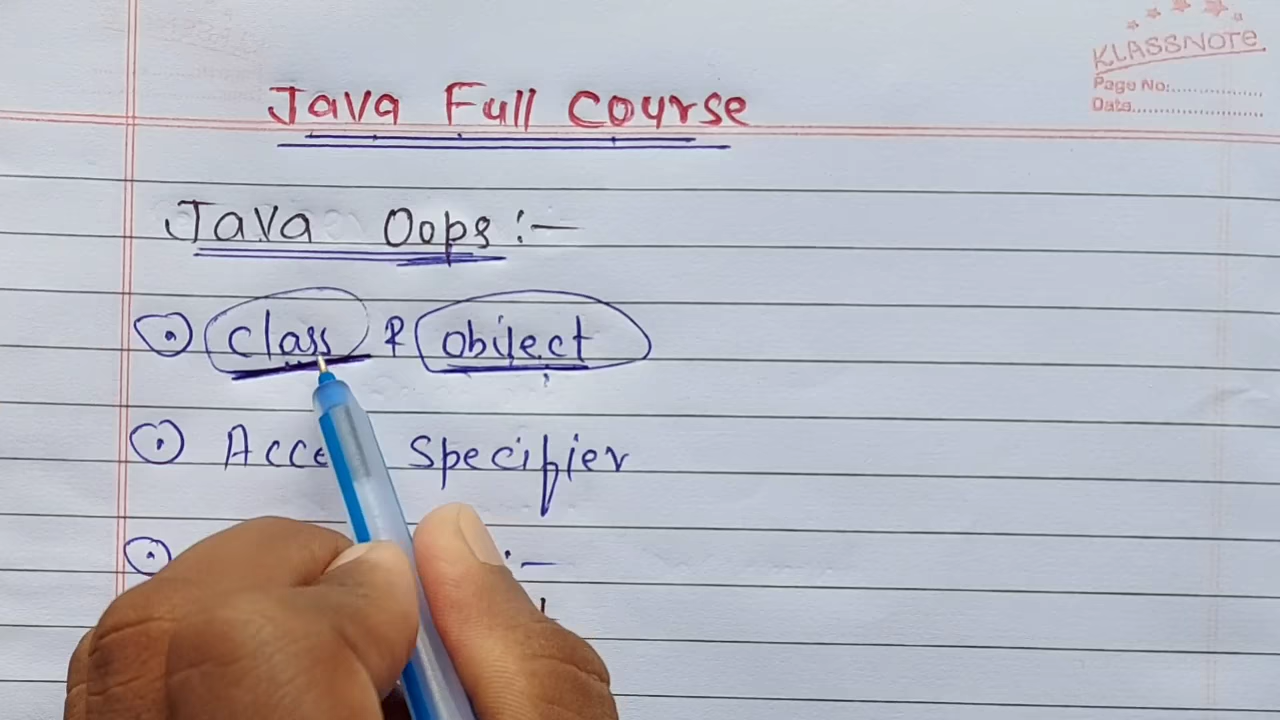 KLASSNOTE
Page No:
Date
Java Full Course
Java Oops:-
class & object
Specifier
:-